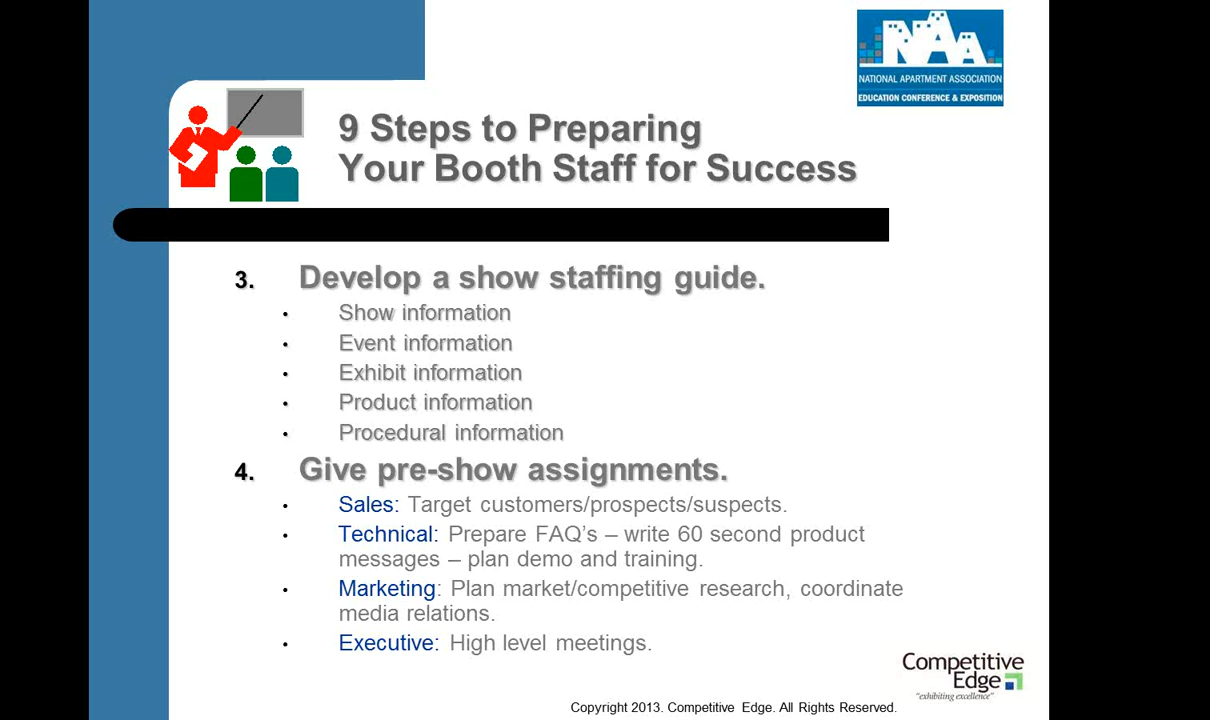 NAA
NATIONAL APARTMENT ASSOCIATION
EDUCATION CONFERENCE & EXPOSITION
9 Steps to Preparing
Your Booth Staff for Success
3. Develop a show staffing guide.
• Show information
• Event information
• Exhibit information
• Product information
• Procedural information
4. Give pre-show assignments.
• Sales: Target customers/prospects/suspects.
• Technical: Prepare FAQ’s – write 60 second product
messages – plan demo and training.
• Marketing: Plan market/competitive research, coordinate
media relations.
• Executive: High level meetings.
Competitive
Edge
"exhibiting excellence"
Copyright 2013. Competitive Edge. All Rights Reserved.